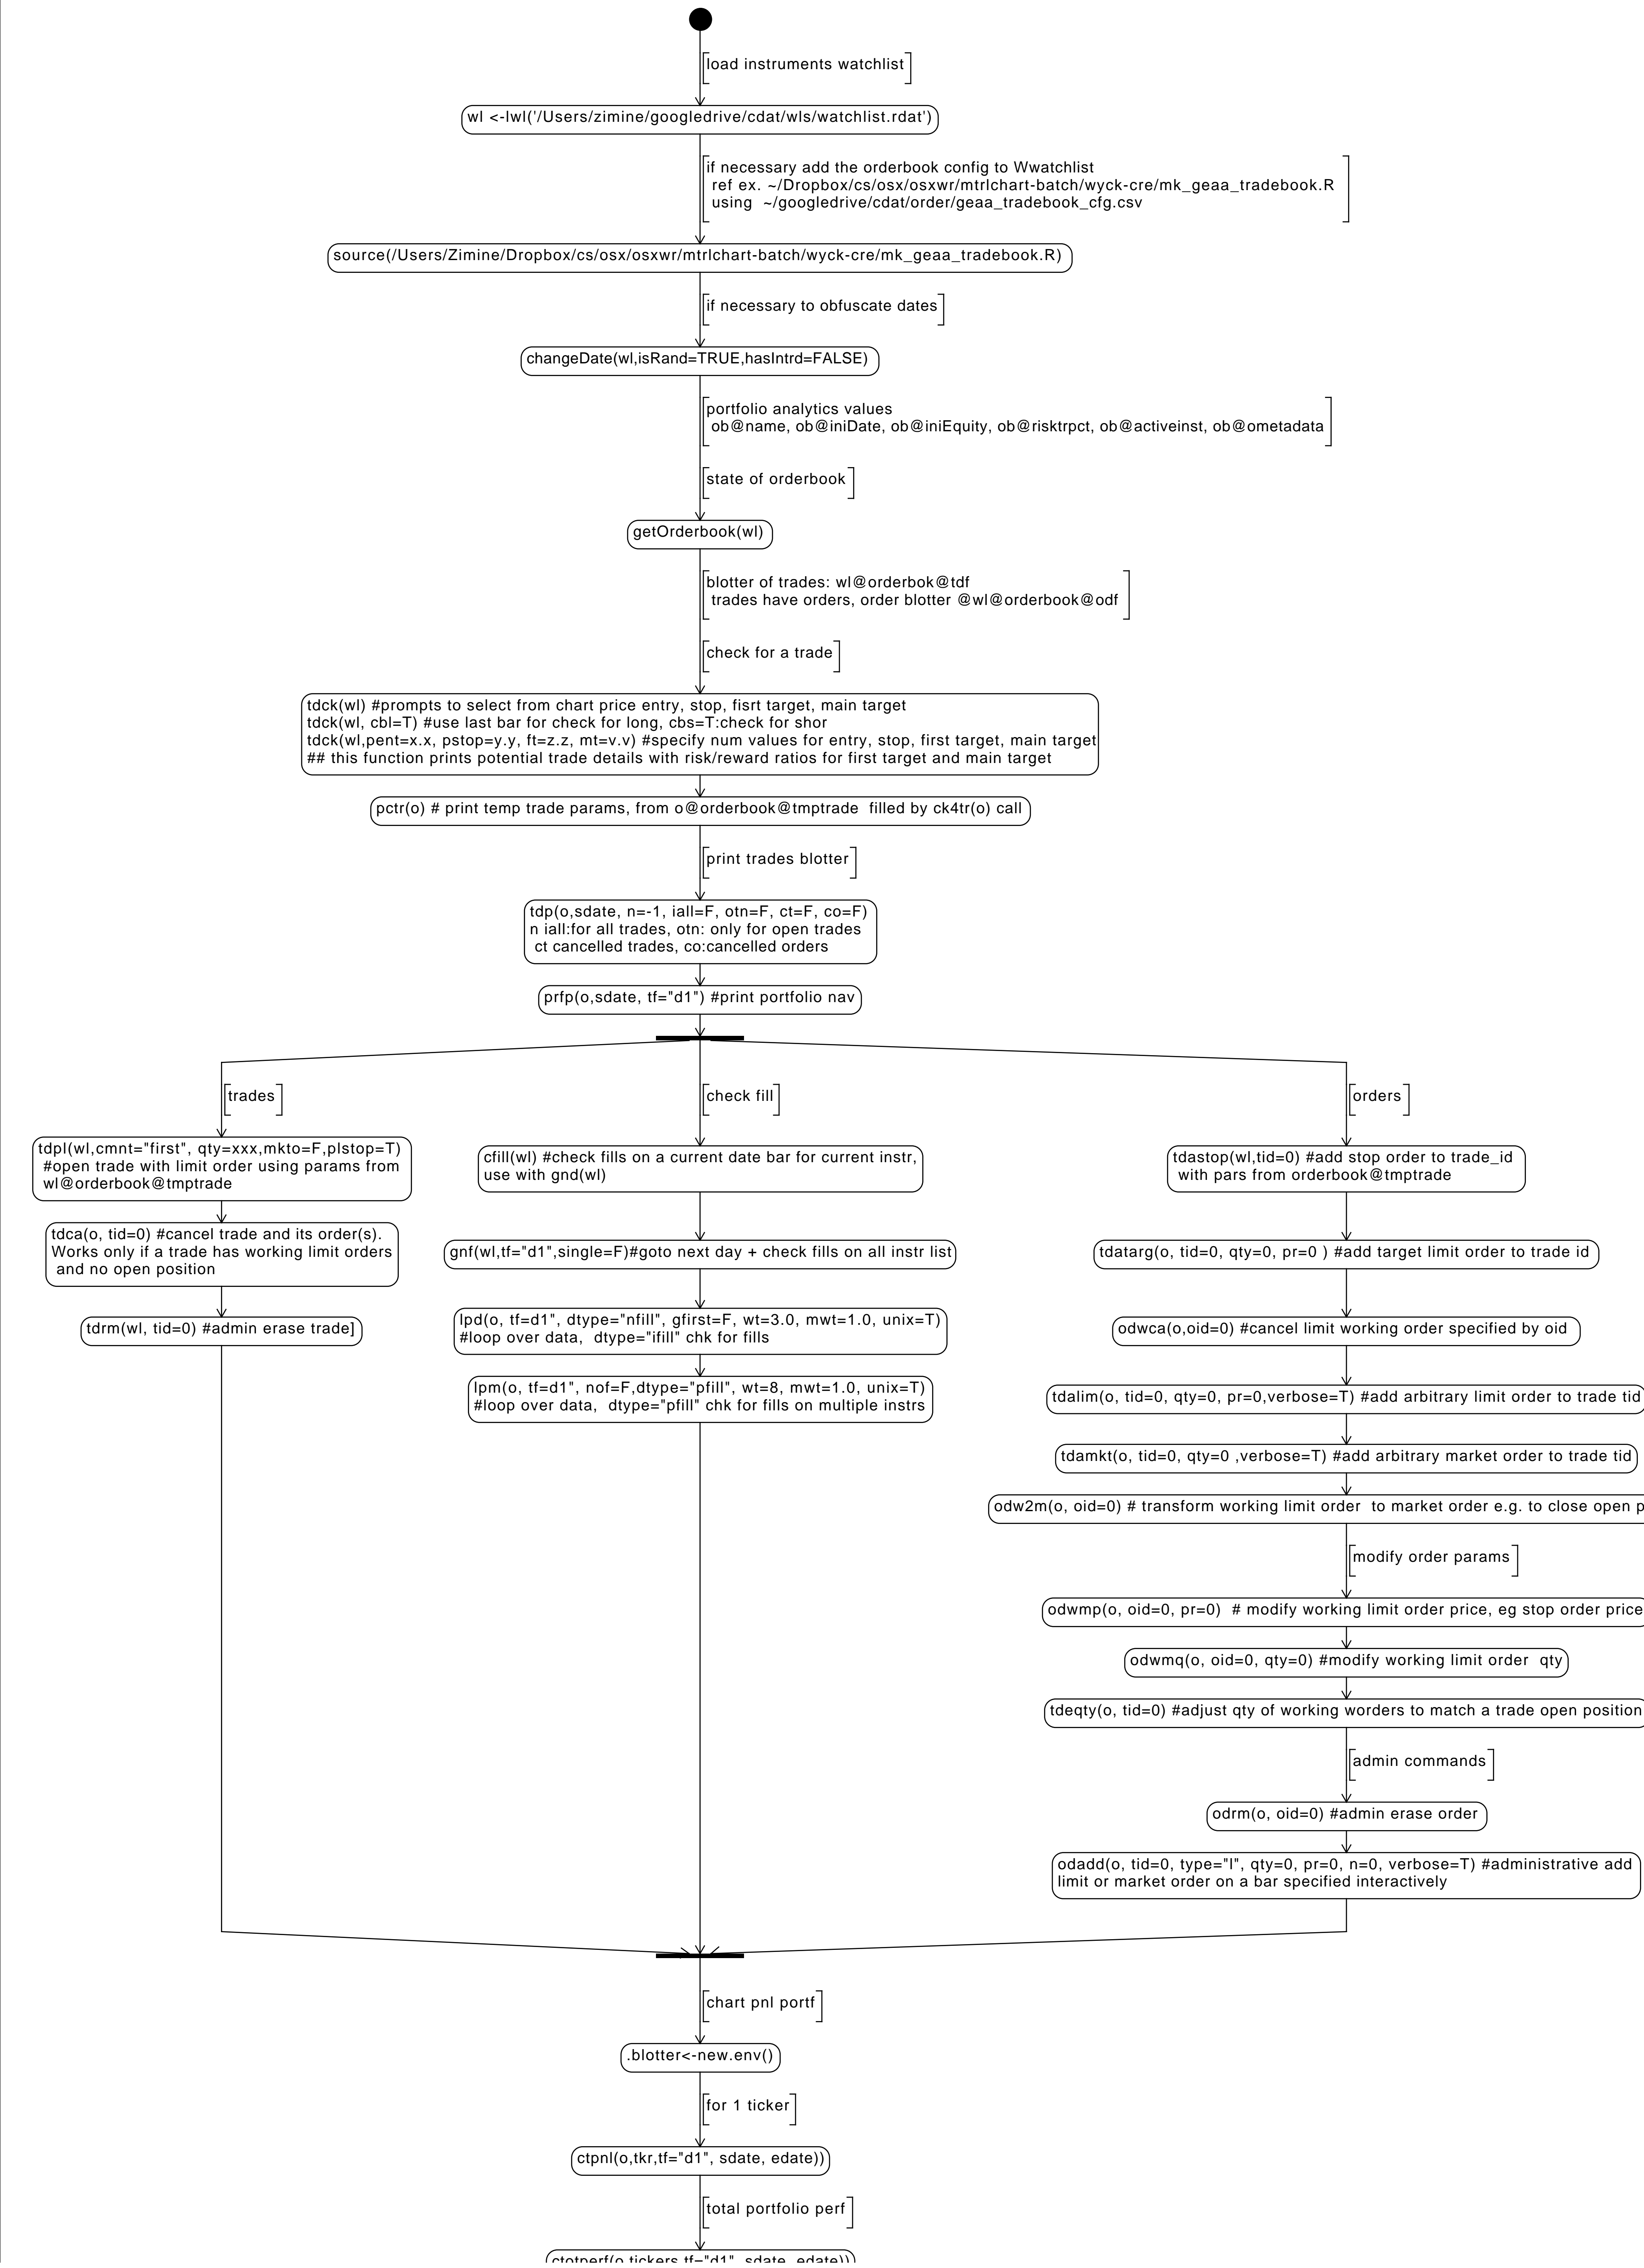 load instruments watchlist
wl <-lwl('/Users/zimine/googledrive/cdat/wls/watchlist.rdat')
if necessary add the orderbook config to Wwatchlist
ref ex. ~/Dropbox/cs/osx/osxwr/mtrlchart-batch/wyck-cre/mk_geaa_tradebook.R
using  ~/googledrive/cdat/order/geaa_tradebook_cfg.csv
source(/Users/Zimine/Dropbox/cs/osx/osxwr/mtrlchart-batch/wyck-cre/mk_geaa_tradebook.R)
if necessary to obfuscate dates
changeDate(wl,isRand=TRUE,hasIntrd=FALSE)
portfolio analytics values
ob@name, ob@iniDate, ob@iniEquity, ob@risktrpct, ob@activeinst, ob@ometadata
state of orderbook
getOrderbook(wl)
blotter of trades: wl@orderbok@tdf
trades have orders, order blotter @wl@orderbook@odf
check for a trade
tdck(wl) #prompts to select from chart price entry, stop, fisrt target, main target
tdck(wl, cbl=T) #use last bar for check for long, cbs=T:check for shor
tdck(wl,pent=x.x, pstop=y.y, ft=z.z, mt=v.v) #specify num values for entry, stop, first target, main target
## this function prints potential trade details with risk/reward ratios for first target and main target
pctr(o) # print temp trade params, from o@orderbook@tmptrade  filled by ck4tr(o) call
print trades blotter
tdp(o,sdate, n=-1, iall=F, otn=F, ct=F, co=F)
n iall:for all trades, otn: only for open trades
ct cancelled trades, co:cancelled orders
prfp(o,sdate, tf="d1") #print portfolio nav
trades
tdpl(wl,cmnt="first", qty=xxx,mkto=F,plstop=T)
#open trade with limit order using params from
wl@orderbook@tmptrade
tdca(o, tid=0) #cancel trade and its order(s).
Works only if a trade has working limit orders
and no open position
tdrm(wl, tid=0) #admin erase trade]
check fill
cfill(wl) #check fills on a current date bar for current instr,
use with gnd(wl)
gnf(wl,tf="d1",single=F)#goto next day + check fills on all instr list
lpd(o, tf=d1", dtype="nfill", gfirst=F, wt=3.0, mwt=1.0, unix=T)
#loop over data,  dtype="ifill" chk for fills
lpm(o, tf=d1", nof=F,dtype="pfill", wt=8, mwt=1.0, unix=T)
#loop over data,  dtype="pfill" chk for fills on multiple instrs
orders
tdastop(wl,tid=0) #add stop order to trade_id
with pars from orderbook@tmptrade
tdatarg(o, tid=0, qty=0, pr=0 ) #add target limit order to trade id
odwca(o,oid=0) #cancel limit working order specified by oid
tdalim(o, tid=0, qty=0, pr=0,verbose=T) #add arbitrary limit order to trade tid
tdamkt(o, tid=0, qty=0 ,verbose=T) #add arbitrary market order to trade tid
odw2m(o, oid=0) # transform working limit order  to market order e.g. to close open p
modify order params
odwmp(o, oid=0, pr=0)  # modify working limit order price, eg stop order price
odwmq(o, oid=0, qty=0) #modify working limit order  qty
tdeqty(o, tid=0) #adjust qty of working worders to match a trade open position
admin commands
odrm(o, oid=0) #admin erase order
odadd(o, tid=0, type="l", qty=0, pr=0, n=0, verbose=T) #administrative add
limit or market order on a bar specified interactively
chart pnl portf
.blotter<-new.env()
for 1 ticker
ctpnl(o,tkr,tf="d1", sdate, edate))
total portfolio perf
ctotperf(o,tickers,tf="d1", sdate, edate))